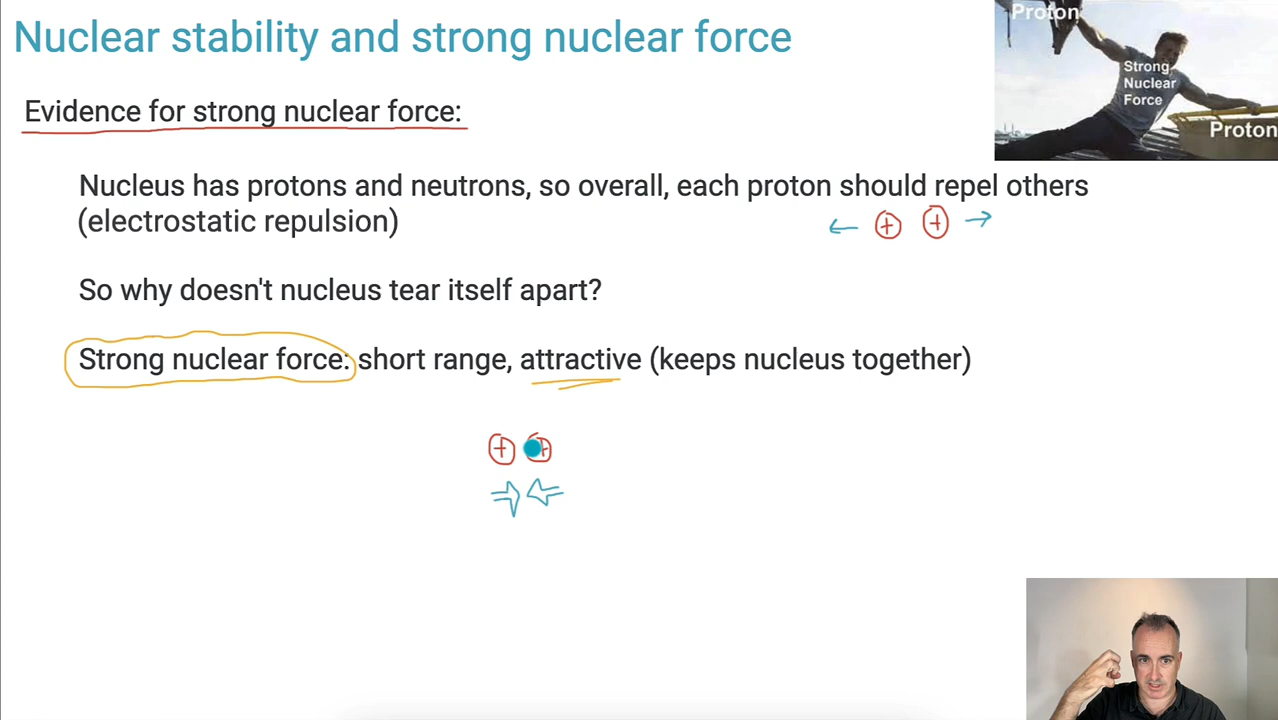 Nuclear stability and strong nuclear force
Proton
Strong
Nuclear
Force
Proton
Evidence for strong nuclear force:
Nucleus has protons and neutrons, so overall, each proton should repel others
(electrostatic repulsion)
← + + →
So why doesn't nucleus tear itself apart?
Strong nuclear force: short range, attractive (keeps nucleus together)
+ +